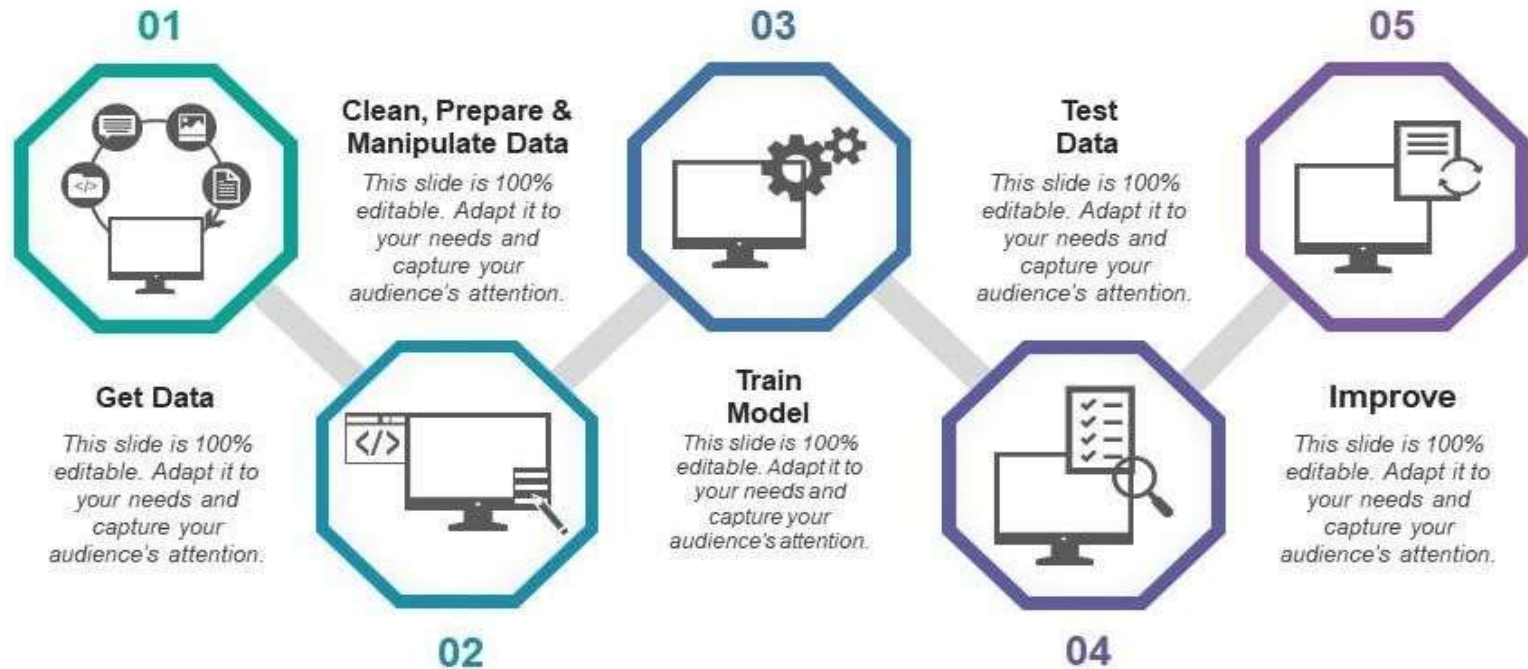 01
Get Data
This slide is 100%
editable. Adapt it to
your needs and
capture your
audience's attention.
Clean, Prepare &
Manipulate Data
This slide is 100%
editable. Adapt it to
your needs and
capture your
audience's attention.
</>
</>
02
03
Train
Model
This slide is 100%
editable. Adapt it to
your needs and
capture your
audience's attention.
Test
Data
This slide is 100%
editable. Adapt it to
your needs and
capture your
audience's attention.
04
05
Improve
This slide is 100%
editable. Adapt it to
your needs and
capture your
audience's attention.